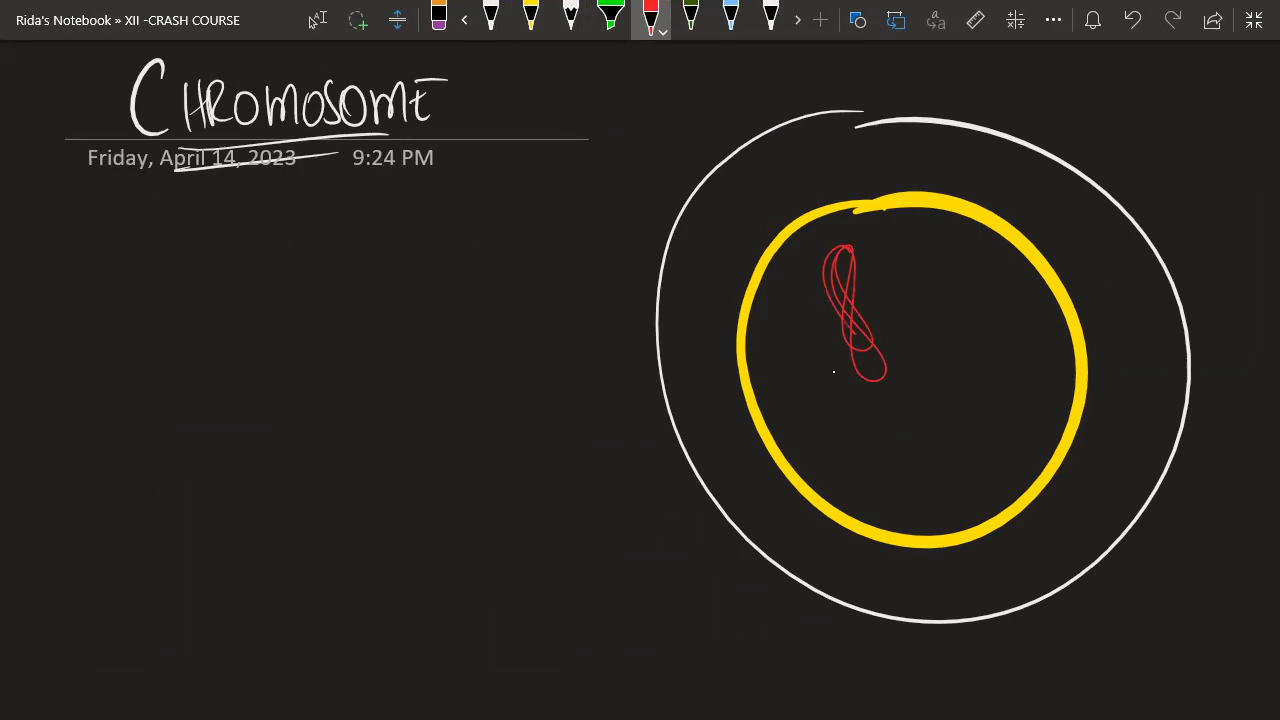 Rida's Notebook » XII -CRASH COURSE
CHROMOSOME
Friday, April 14, 2023 9:24 PM